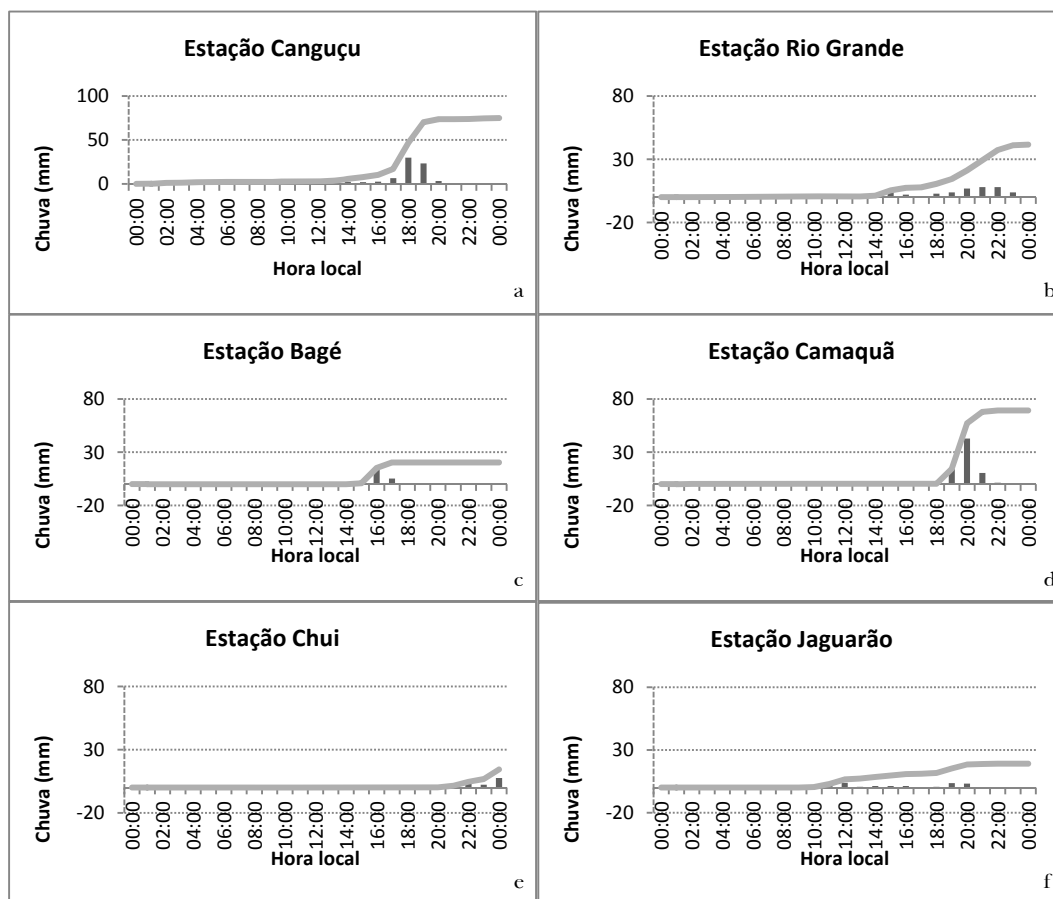 Estação Canguçu
100
50
0
Chuva (mm)
00:00 02:00 04:00 06:00 08:00 10:00 12:00 14:00 16:00 18:00 20:00 22:00 00:00
Hora local
a
Estação Rio Grande
80
30
-20
Chuva (mm)
00:00 02:00 04:00 06:00 08:00 10:00 12:00 14:00 16:00 18:00 20:00 22:00 00:00
Hora local
b
Estação Bagé
80
30
-20
Chuva (mm)
00:00 02:00 04:00 06:00 08:00 10:00 12:00 14:00 16:00 18:00 20:00 22:00 00:00
Hora local
c
Estação Camaquã
80
30
-20
Chuva (mm)
00:00 02:00 04:00 06:00 08:00 10:00 12:00 14:00 16:00 18:00 20:00 22:00 00:00
Hora local
d
Estação Chui
80
30
-20
Chuva (mm)
00:00 02:00 04:00 06:00 08:00 10:00 12:00 14:00 16:00 18:00 20:00 22:00 00:00
Hora local
e
Estação Jaguarão
80
30
-20
Chuva (mm)
00:00 02:00 04:00 06:00 08:00 10:00 12:00 14:00 16:00 18:00 20:00 22:00 00:00
Hora local
f